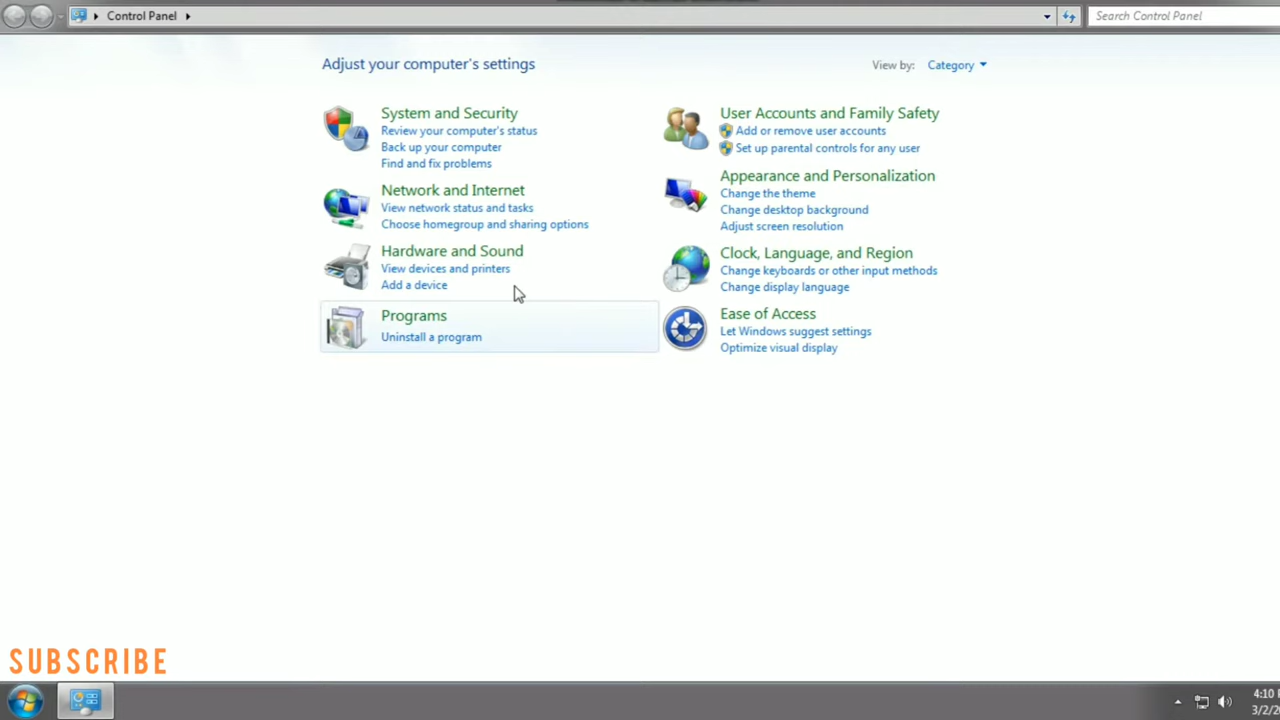 Control Panel
Search Control Panel
Adjust your computer's settings
View by: Category
System and Security
Review your computer's status
Back up your computer
Find and fix problems
Network and Internet
View network status and tasks
Choose homegroup and sharing options
Hardware and Sound
View devices and printers
Add a device
Programs
Uninstall a program
User Accounts and Family Safety
Add or remove user accounts
Set up parental controls for any user
Appearance and Personalization
Change the theme
Change desktop background
Adjust screen resolution
Clock, Language, and Region
Change keyboards or other input methods
Change display language
Ease of Access
Let Windows suggest settings
Optimize visual display
SUBSCRIBE
4:10